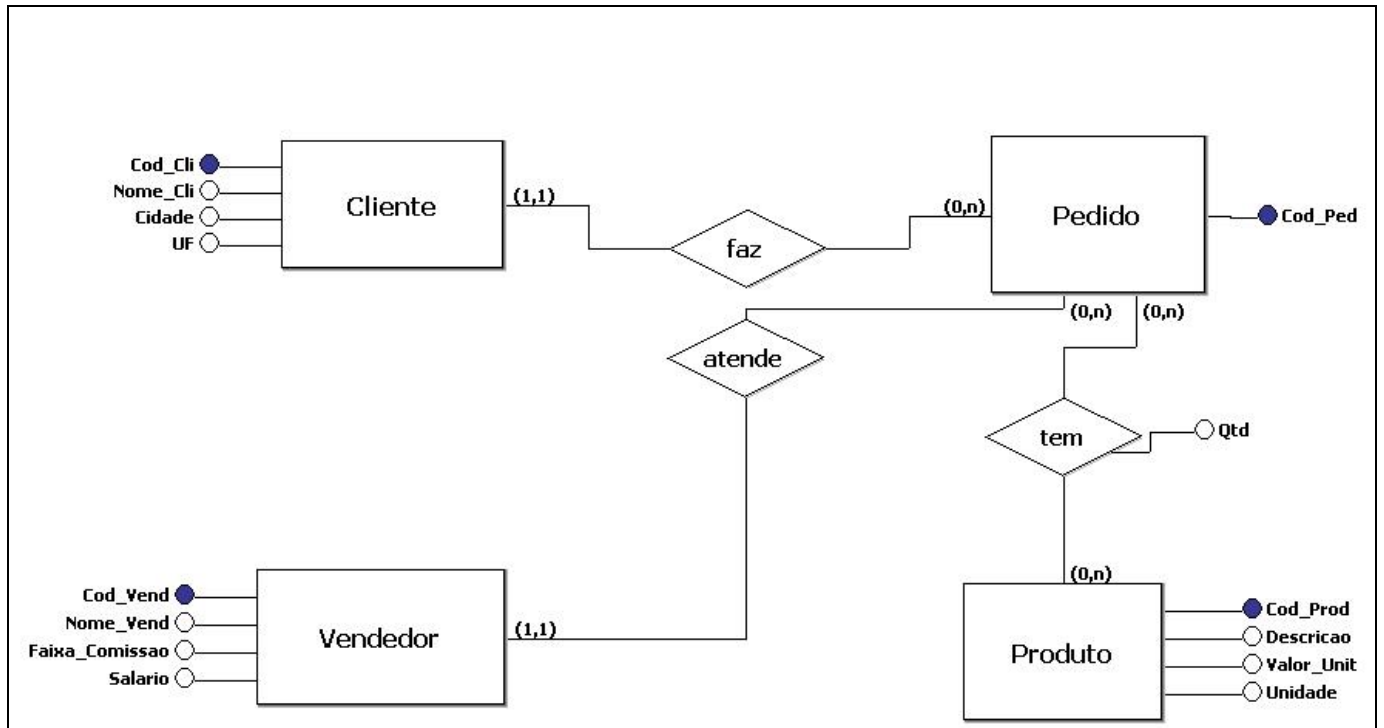 Cod_Cli
Nome_Cli
Cidade
UF
Cliente
(1,1)
faz
(0,n)
Pedido
Cod_Ped
(0,n)
(0,n)
atende
tem
Qtd
(0,n)
Cod_Vend
Nome_Vend
Faixa_Comissao
Salario
Vendedor
(1,1)
Produto
Cod_Prod
Descricao
Valor_Unit
Unidade